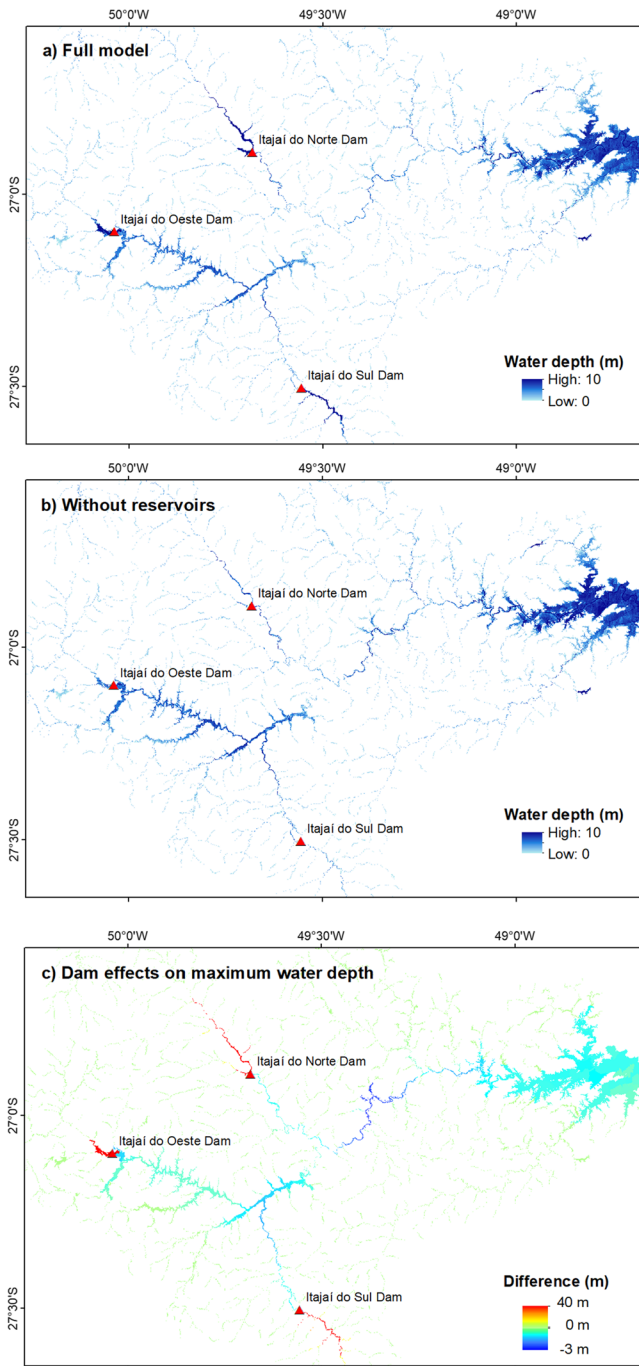 50°0'W 49°30'W 49°0'W
a) Full model
Itajaí do Norte Dam
27°0'S
Itajaí do Oeste Dam
Itajaí do Sul Dam
27°30'S
Water depth (m)
High: 10
Low: 0
50°0'W 49°30'W 49°0'W
b) Without reservoirs
Itajaí do Norte Dam
27°0'S
Itajaí do Oeste Dam
Itajaí do Sul Dam
27°30'S
Water depth (m)
High: 10
Low: 0
50°0'W 49°30'W 49°0'W
c) Dam effects on maximum water depth
Itajaí do Norte Dam
27°0'S
Itajaí do Oeste Dam
Itajaí do Sul Dam
27°30'S
Difference (m)
40 m
0 m
-3 m